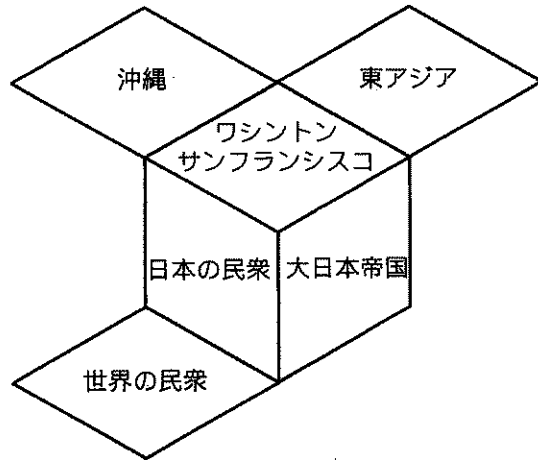 沖縄
東アジア
ワシントン
サンフランシスコ
日本の民衆
大日本帝国
世界の民衆